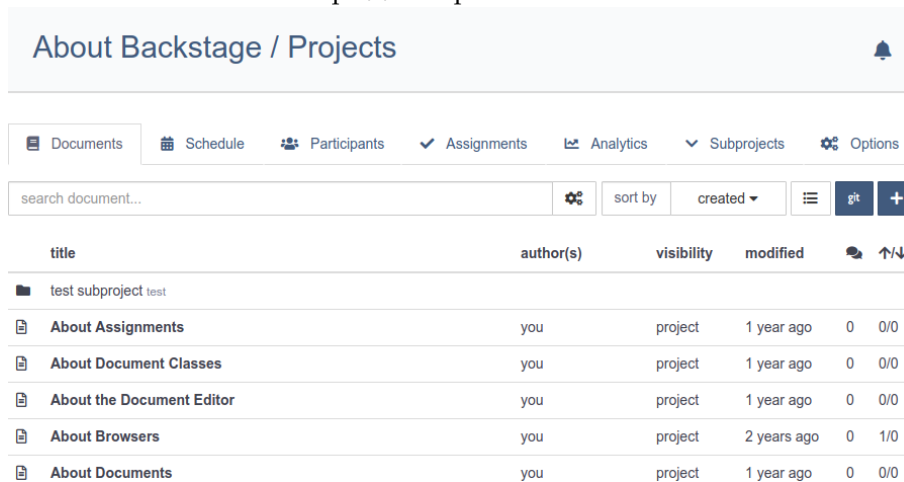 About Backstage / Projects
Documents Schedule Participants Assignments Analytics Subprojects Options
search document... sort by created git
title author(s) visibility modified
test subproject test
About Assignments you project 1 year ago 0 0/0
About Document Classes you project 1 year ago 0 0/0
About the Document Editor you project 1 year ago 0 0/0
About Browsers you project 2 years ago 0 1/0
About Documents you project 1 year ago 0 0/0